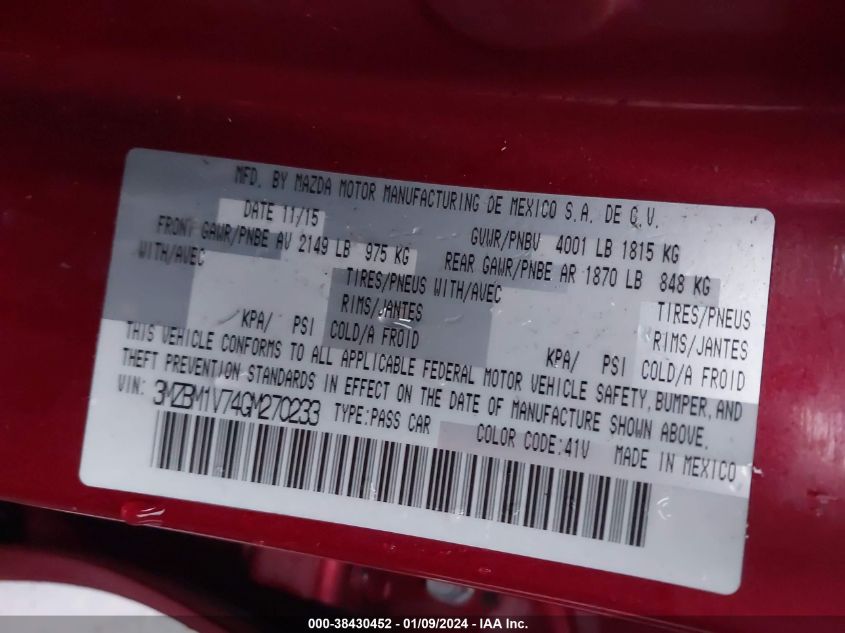 MFD. BY MAZDA MOTOR MANUFACTURING DE MEXICO S.A. DE C.V.
DATE 11/15 GVWR/PNBV 4001 LB 1815 KG
FRONT GAWR/PNBE AV 2149 LB 975 KG REAR GAWR/PNBE AR 1870 LB 848 KG
WITH/AVEC TIRES/PNEUS WITH/AVEC TIRES/PNEUS
RIMS/JANTES RIMS/JANTES
KPA/ PSI COLD/A FROID KPA/ PSI COLD/A FROID
THIS VEHICLE CONFORMS TO ALL APPLICABLE FEDERAL MOTOR VEHICLE SAFETY, BUMPER, AND
THEFT PREVENTION STANDARDS IN EFFECT ON THE DATE OF MANUFACTURE SHOWN ABOVE.
VIN: 3MZBM1V74GM270233 TYPE:PASS CAR COLOR CODE:41V MADE IN MEXICO
000-38430452 - 01/09/2024 - IAA Inc.